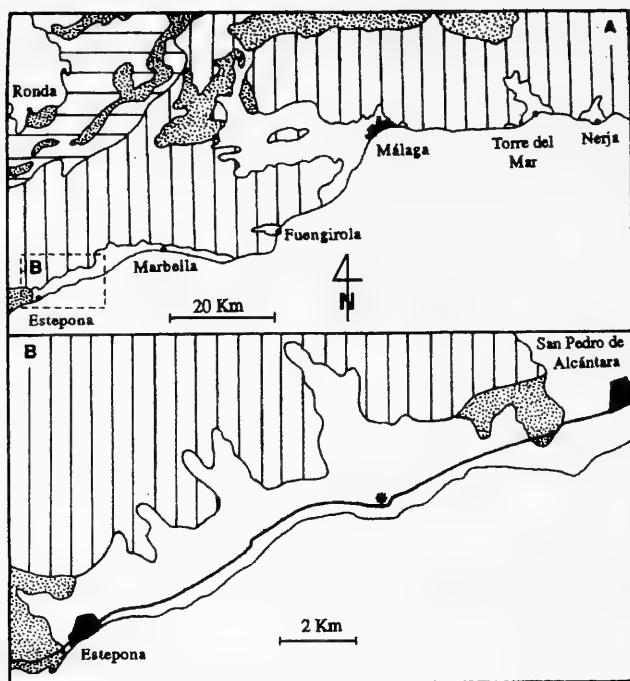 A
Ronda
Málaga
Torre del
Mar
Nerja
Fuengirola
B
Marbella
N
Estepona
20 Km
B
San Pedro de
Alcántara
2 Km
Estepona